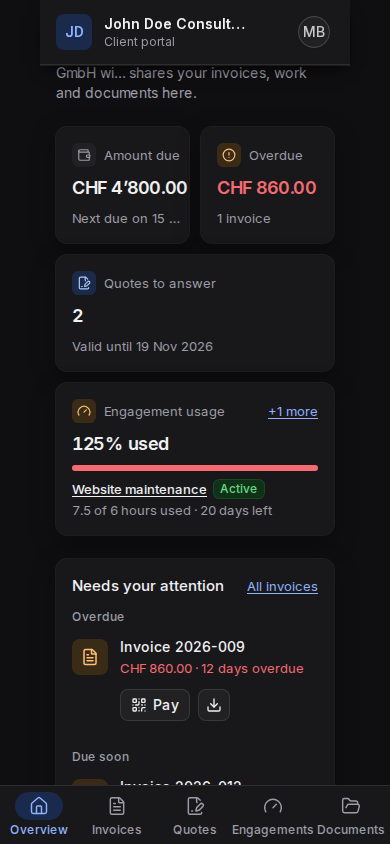 JD
John Doe Consult…
Client portal
MB
GmbH wi… shares your invoices, work
and documents here.
Amount due
CHF 4’800.00
Next due on 15 …
Overdue
CHF 860.00
1 invoice
Quotes to answer
2
Valid until 19 Nov 2026
Engagement usage
+1 more
125% used
Website maintenance
Active
7.5 of 6 hours used · 20 days left
Needs your attention
All invoices
Overdue
Invoice 2026-009
CHF 860.00 · 12 days overdue
Pay
Due soon
Invoice 2026-012
Overview
Invoices
Quotes
Engagements
Documents